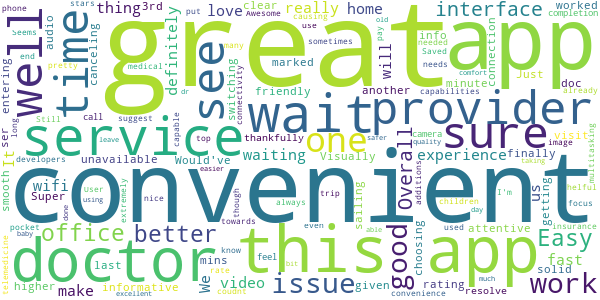 phone
stars
Seems
end
entering
ser
long
It
smooth
wifi
Still
Super
pocket
baby
telemedicine
higher
make
well
audio
medical
thing
3rd
pretty
dr
time
canceling
call
clear
Awesome
causing
many
love
put
really
home
definitely
see
switching
friendly
connectivity
sometimes
use
marked
great
pay
old
another
will
info
needed
Saved
app
interface
worked
completion
needs
comfort
capabilities
connection
Just
minute
doc
already
wait
provider
suggest
leave
capable
top
thankfully
service
one
sure
camera
quality
image
visit
safer
taking
multitasking
unavailable
Would've
waiting
Visually
Overall
experience
finally
easier
convenient
developers
User
using
extremely
done
nice
trip
though
towards
I'm
always
sailing
additions
us
children
day
helful
focus
office
better
this app
even
able
good
choosing
getting
used
attentive
Easy
insurance
doctor
last
We
mins
know
feel
bit
issue
given
rating
solid
fast
resolve
work
informative
excellent
race
coudnt
video
convenience
much